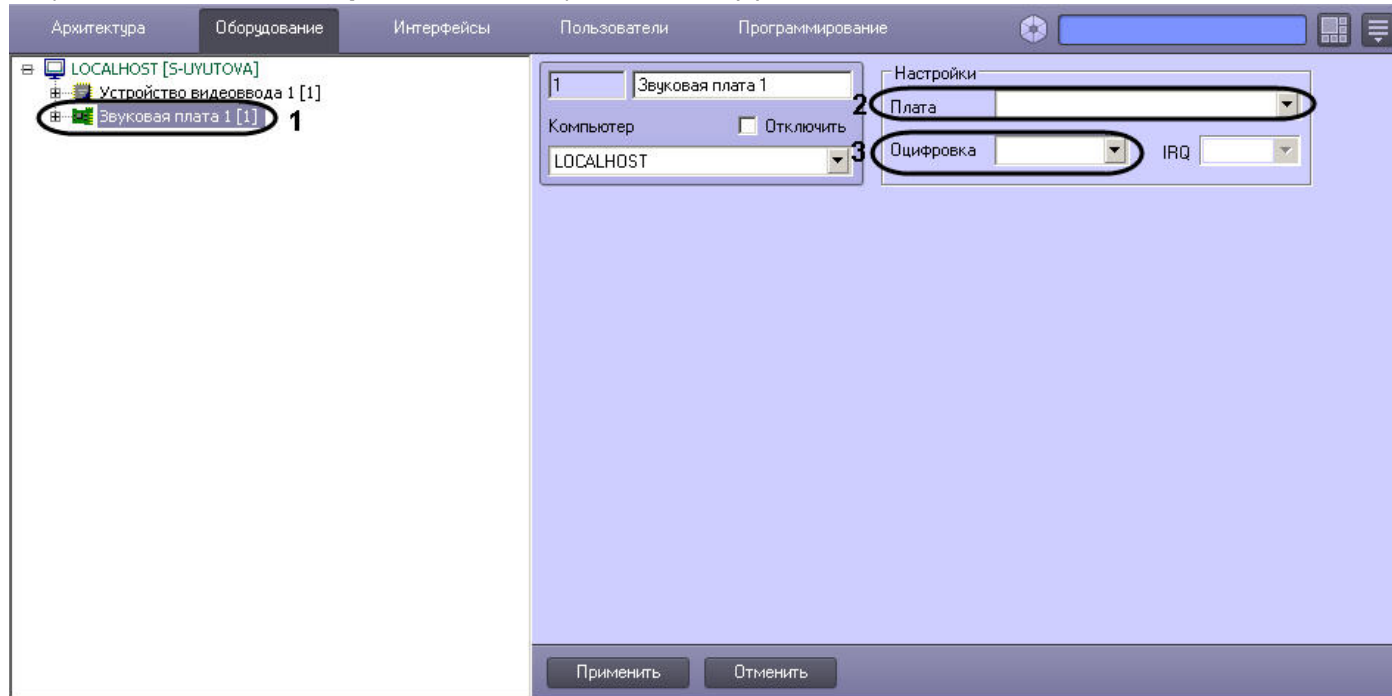 Архитектура Оборудование Интерфейсы Пользователи Программирование
LOCALHOST [S-UYUTOVA]
Устройство видеоввода 1 [1]
Звуковая плата 1 [1] 1
1 Звуковая плата 1
Компьютер Отключить
LOCALHOST
Настройки
2 Плата
3 Оцифровка IRQ
Применить Отменить